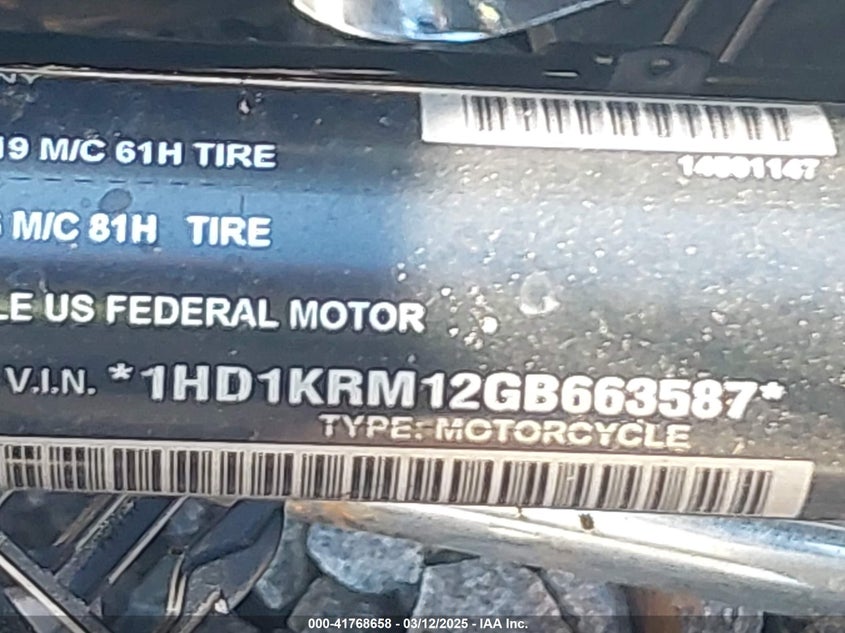 NY
19 M/C 61H TIRE
M/C 81H TIRE
LE US FEDERAL MOTOR
V.I.N. *1HD1KRM12GB663587*
TYPE: MOTORCYCLE
000-41768658 - 03/12/2025 - IAA Inc.